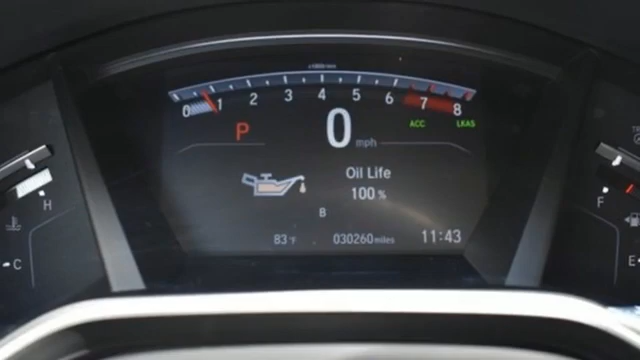 0 1 2 3 4 5 6 7 8
P 0 mph ACC LKAS
Oil Life
100 %
B
83 °F 030260 miles 11:43
H
C
F
E